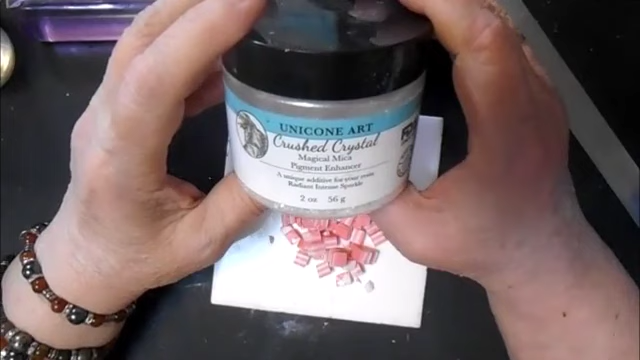 UNICONE ART
Crushed Crystal
Magical Mica
Pigment Enhancer
A unique additive for your resin
Radiant Intense Sparkle
2 oz 56 g